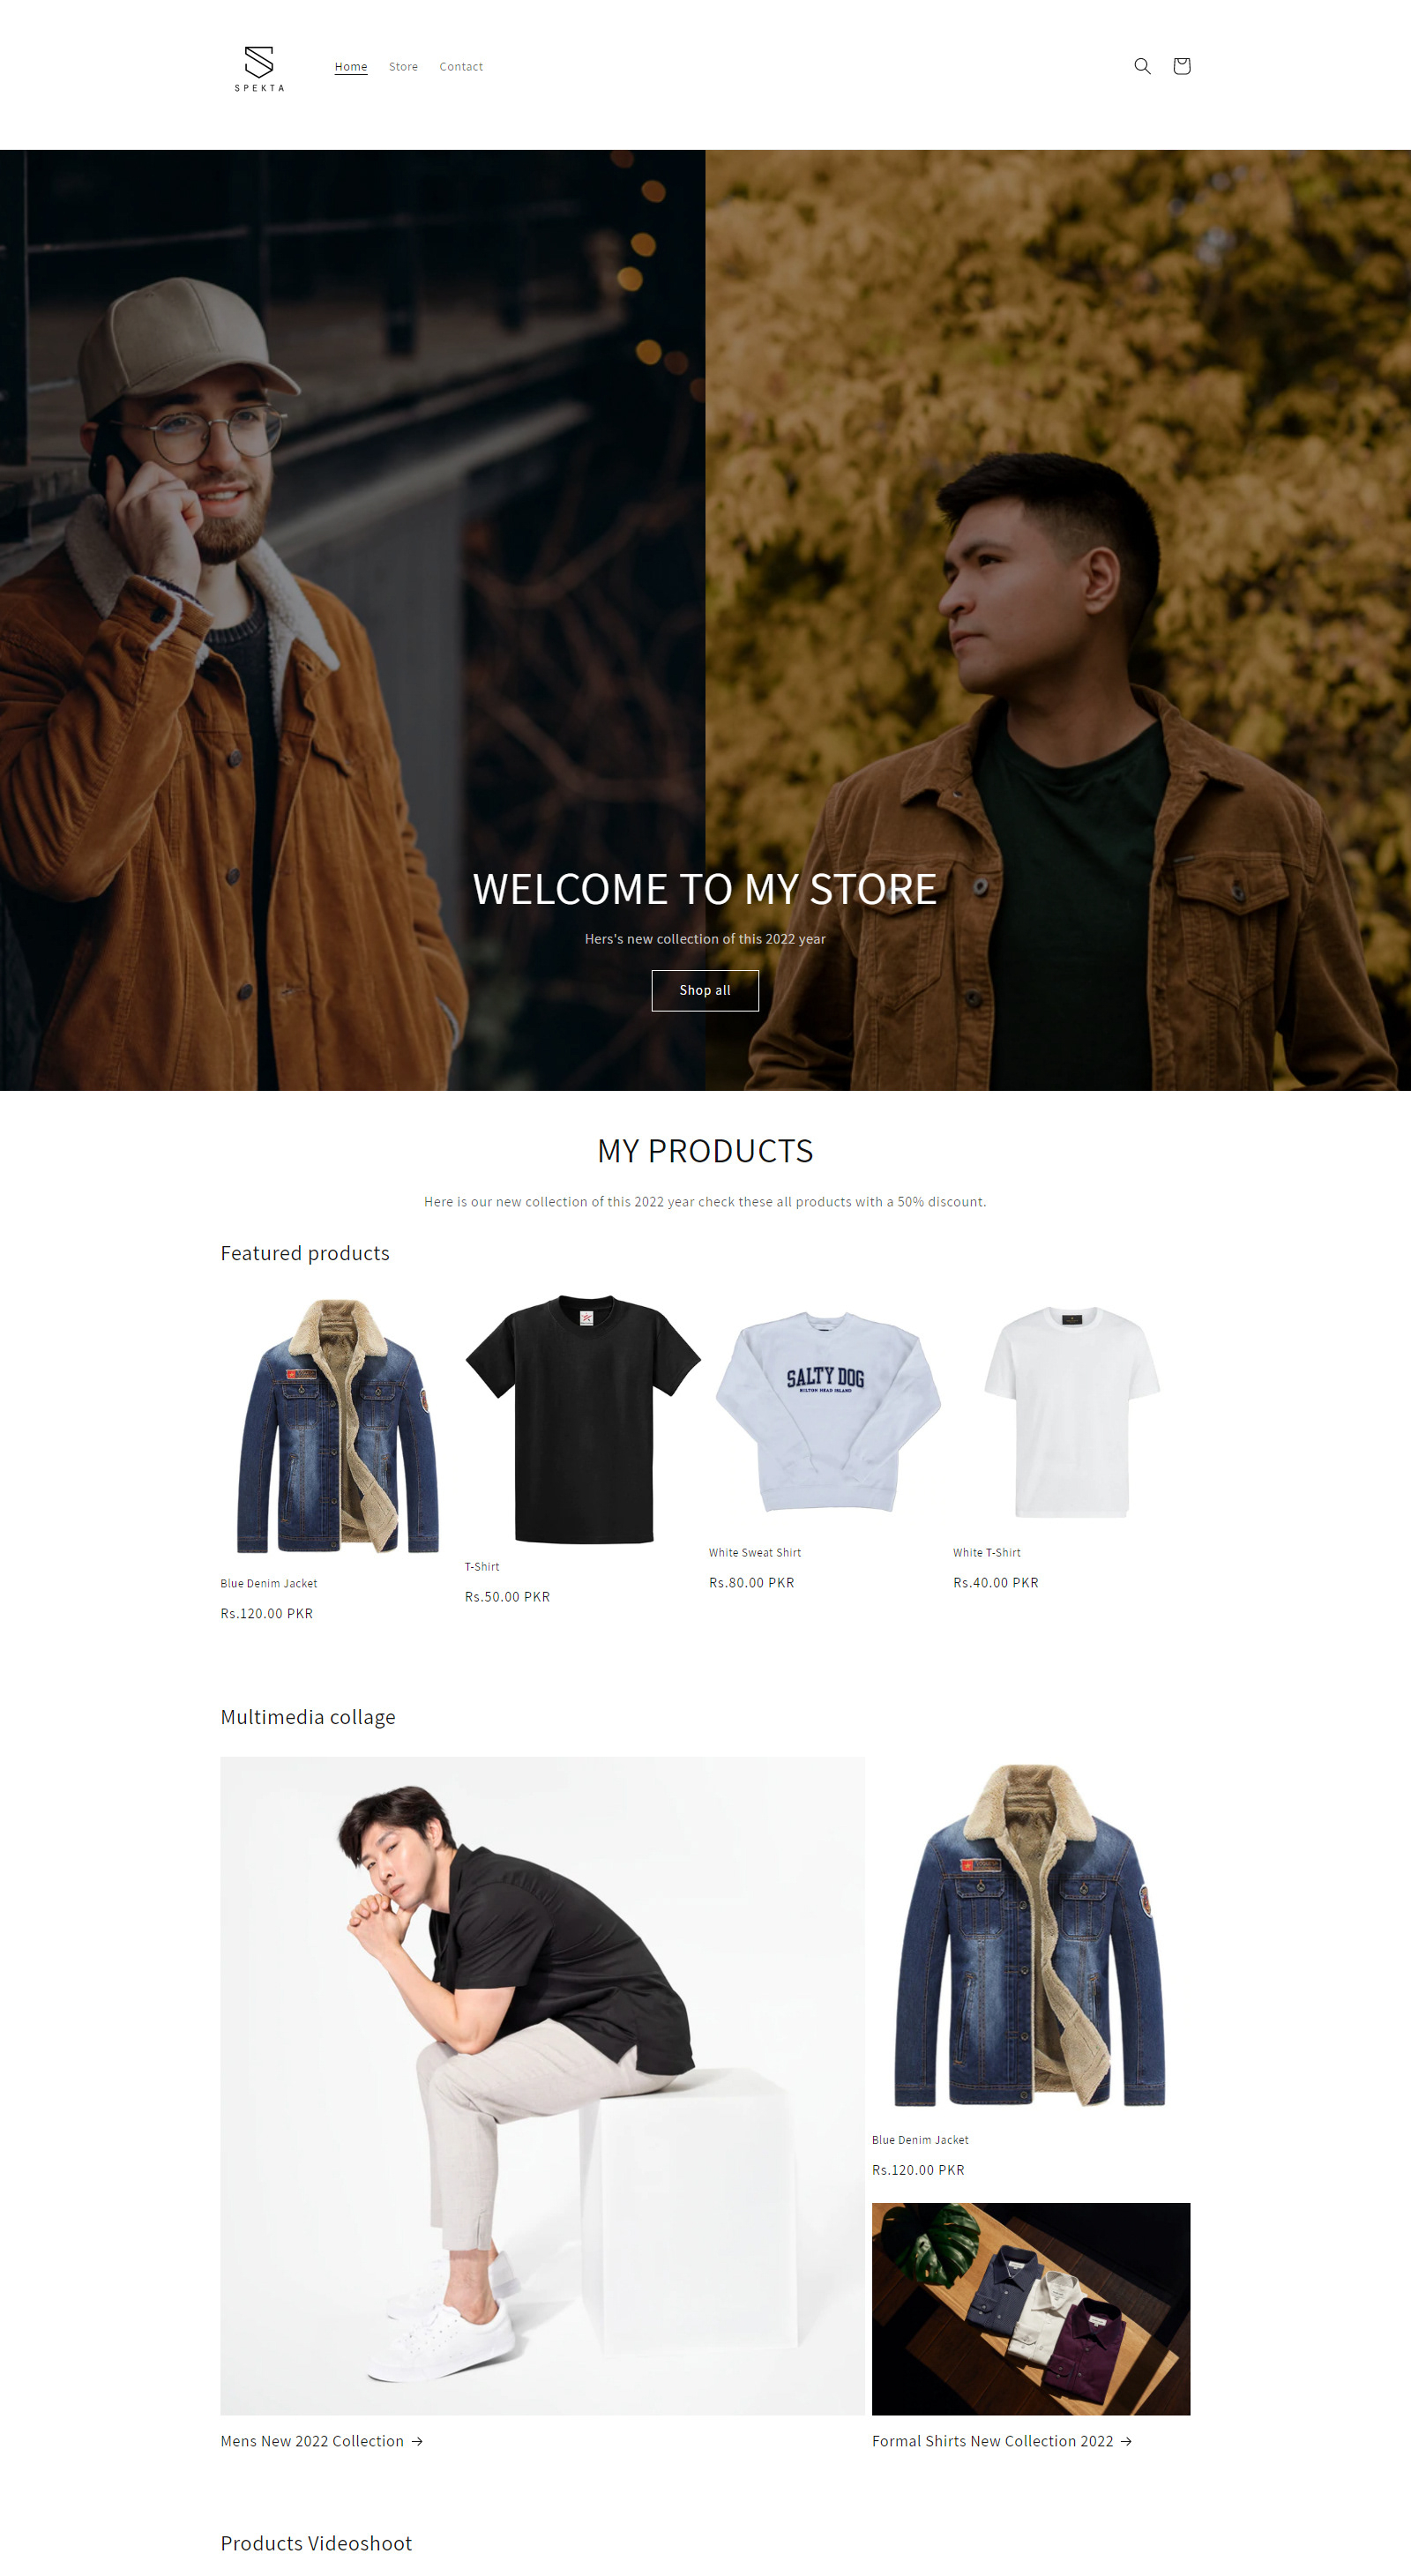 SPEKTA
Home Store Contact
WELCOME TO MY STORE
Hers's new collection of this 2022 year
Shop all
MY PRODUCTS
Here is our new collection of this 2022 year check these all products with a 50% discount.
Featured products
SALTY DOG
HILTON HEAD ISLAND
Blue Denim Jacket
Rs.120.00 PKR
T-Shirt
Rs.50.00 PKR
White Sweat Shirt
Rs.80.00 PKR
White T-Shirt
Rs.40.00 PKR
Multimedia collage
Blue Denim Jacket
Rs.120.00 PKR
Mens New 2022 Collection →
Formal Shirts New Collection 2022 →
Products Videoshoot